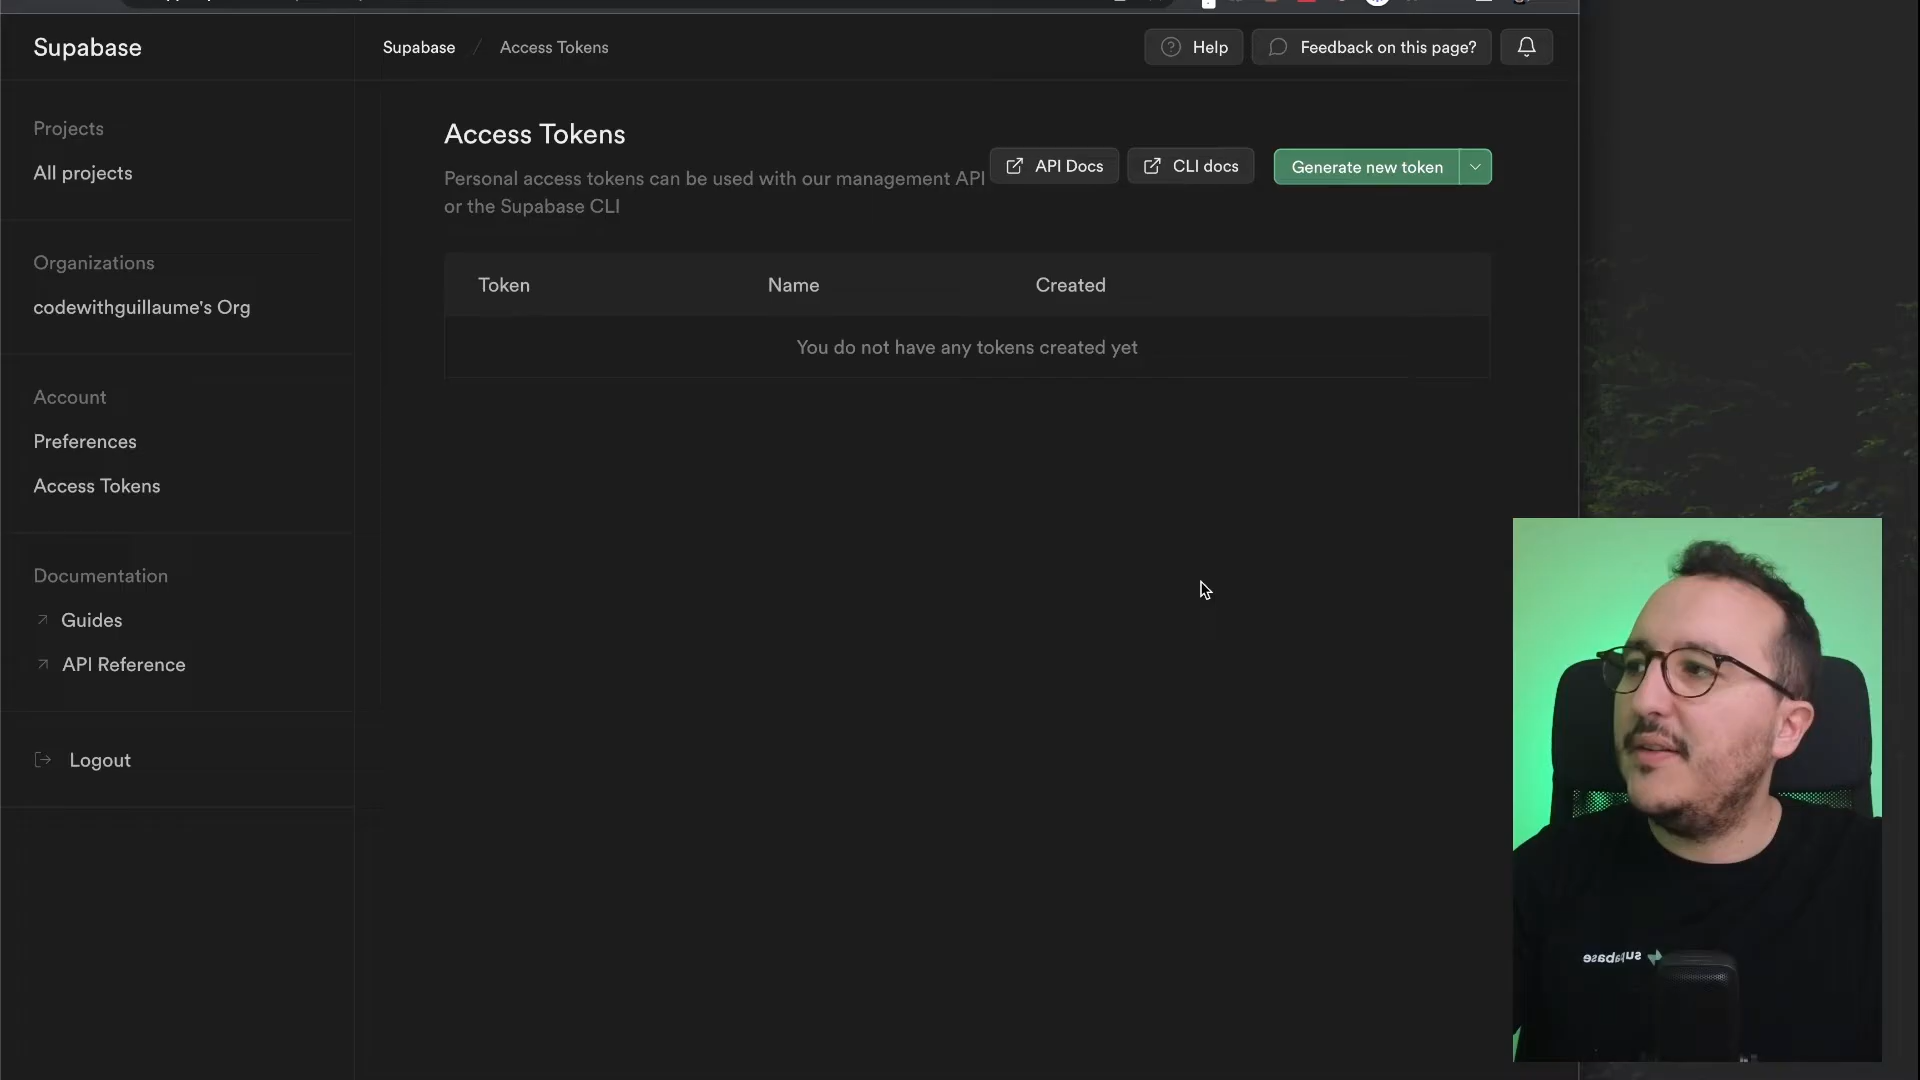 Supabase
Supabase / Access Tokens
Help
Feedback on this page?
Projects
All projects
Organizations
codewithguillaume's Org
Account
Preferences
Access Tokens
Documentation
Guides
API Reference
Logout
Access Tokens
Personal access tokens can be used with our management API
or the Supabase CLI
API Docs
CLI docs
Generate new token
Token Name Created
You do not have any tokens created yet
supabase